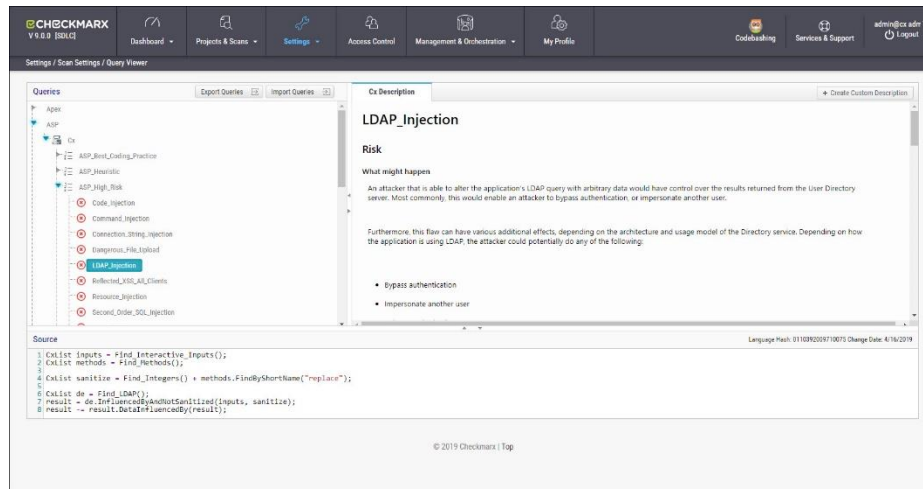 CHECKMARX
V 9.0.0 [SDLC]
Dashboard
Projects & Scans
Settings
Access Control
Management & Orchestration
My Profile
Codebashing
Services & Support
admin@cx adm
Logout
Settings / Scan Settings / Query Viewer
Queries
Export Queries
Import Queries
Apex
ASP
Cx
ASP_Best_Coding_Practice
ASP_Heuristic
ASP_High_Risk
Code_Injection
Command_Injection
Connection_String_Injection
Dangerous_File_Upload
LDAP_Injection
Reflected_XSS_All_Clients
Resource_Injection
Second_Order_SQL_Injection
Cx Description
+ Create Custom Description
LDAP_Injection
Risk
What might happen
An attacker that is able to alter the application's LDAP query with arbitrary data would have control over the results returned from the User Directory
server. Most commonly, this would enable an attacker to bypass authentication, or impersonate another user.
Furthermore, this flaw can have various additional effects, depending on the architecture and usage model of the Directory service. Depending on how
the application is using LDAP, the attacker could potentially do any of the following:
• Bypass authentication
• Impersonate another user
Source
Language Hash: 0110392009710075 Change Date: 4/16/2019
1 CxList inputs = Find_Interactive_Inputs();
2 CxList methods = Find_Methods();
3
4 CxList sanitize = Find_Integers() + methods.FindByShortName("replace");
5
6 CxList de = Find_LDAP();
7 result = de.InfluencedByAndNotSanitized(inputs, sanitize);
8 result -= result.DataInfluencedBy(result);
© 2019 Checkmarx | Top